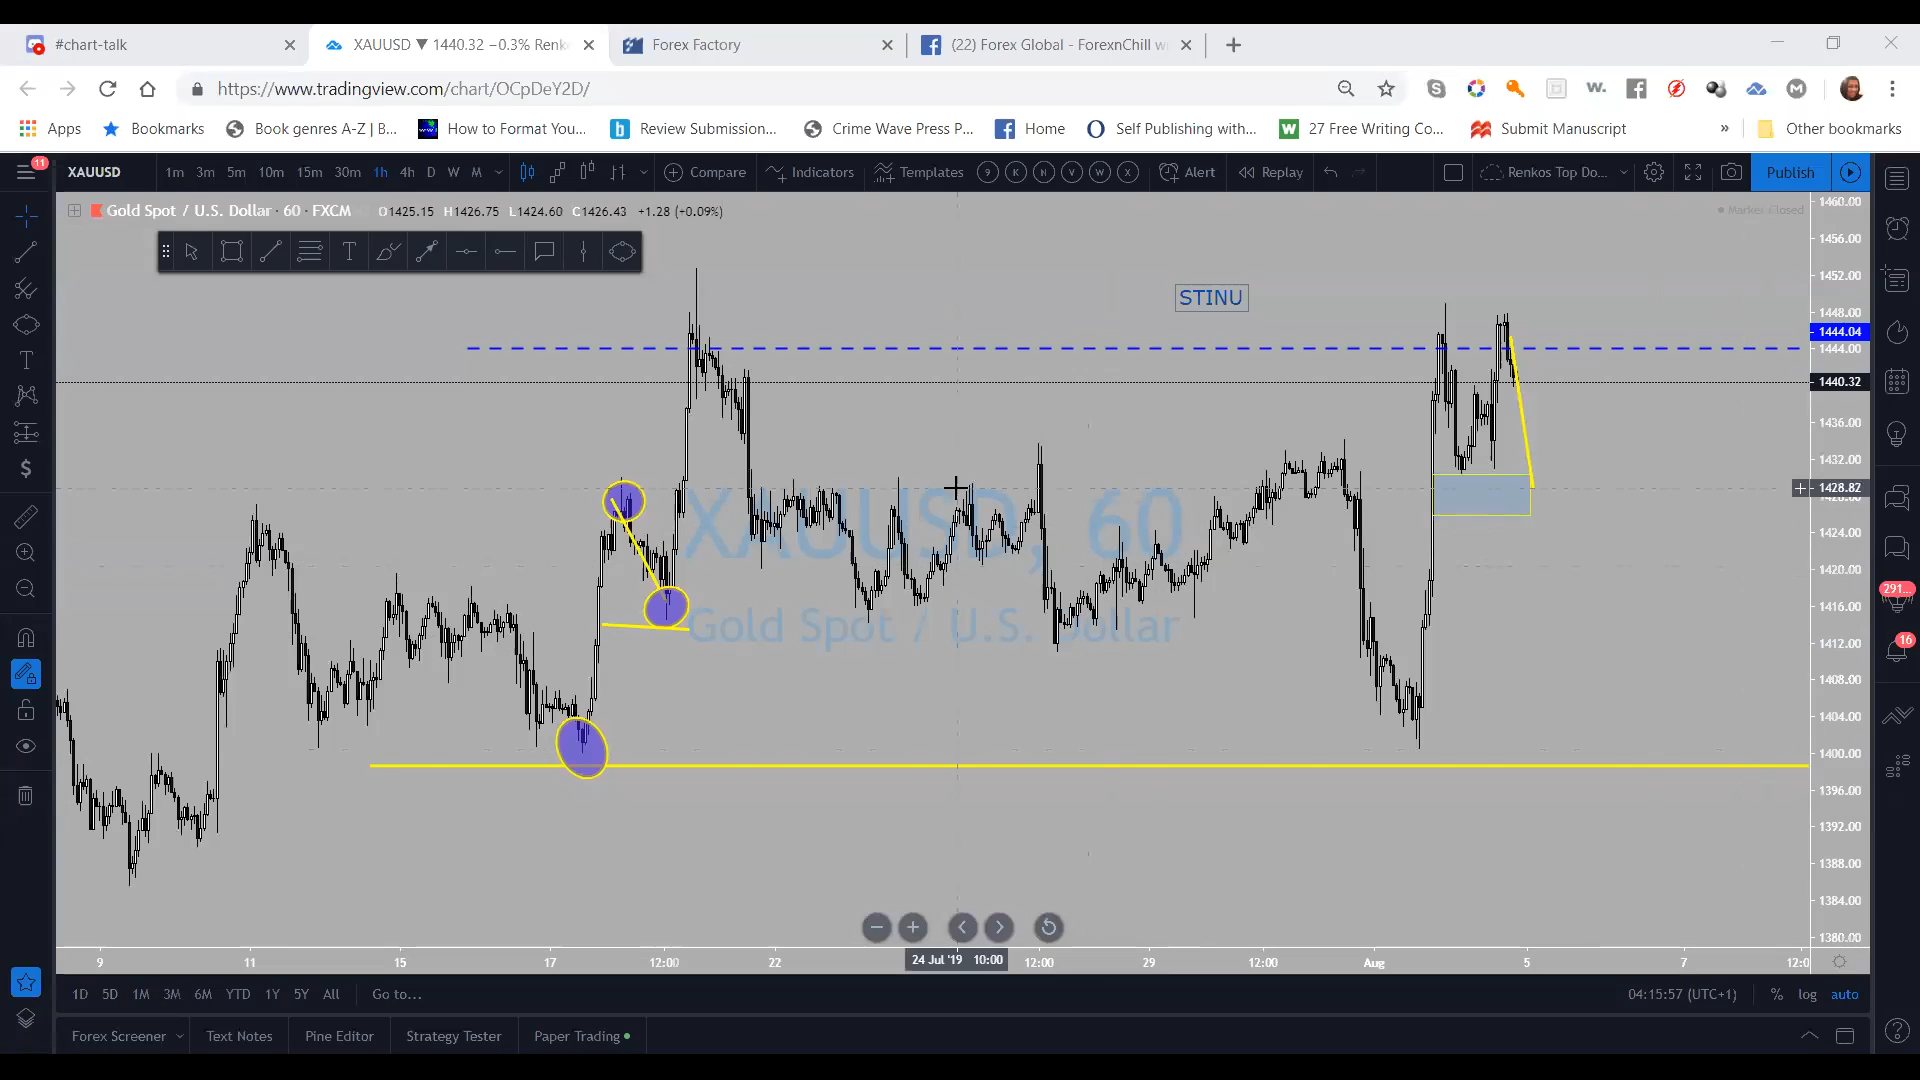 #chart-talk
XAUUSD ▼ 1440.32 −0.3% Renk
Forex Factory
(22) Forex Global - ForexnChill w
https://www.tradingview.com/chart/OCpDeY2D/
Apps
Bookmarks
Book genres A-Z | B...
How to Format You...
Review Submission...
Crime Wave Press P...
Home
Self Publishing with...
27 Free Writing Co...
Submit Manuscript
»
Other bookmarks
11
XAUUSD
1m 3m 5m 10m 15m 30m 1h 4h D W M
Compare
Indicators
Templates
9 K N V W X
Alert
Replay
Renkos Top Do...
Publish
Gold Spot / U.S. Dollar · 60 · FXCM O1425.15 H1426.75 L1424.60 C1426.43 +1.28 (+0.09%)
Market Closed
STINU
XAUUSD, 60
Gold Spot / U.S. Dollar
1460.00
1456.00
1452.00
1448.00
1444.04
1444.00
1440.32
1436.00
1432.00
1428.82
1424.00
1420.00
1416.00
1412.00
1408.00
1404.00
1400.00
1396.00
1392.00
1388.00
1384.00
1380.00
291...
16
9 11 15 17 12:00 22 24 Jul '19 10:00 12:00 29 12:00 Aug 5 7 12:0
1D 5D 1M 3M 6M YTD 1Y 5Y All Go to...
04:15:57 (UTC+1) % log auto
Forex Screener Text Notes Pine Editor Strategy Tester Paper Trading